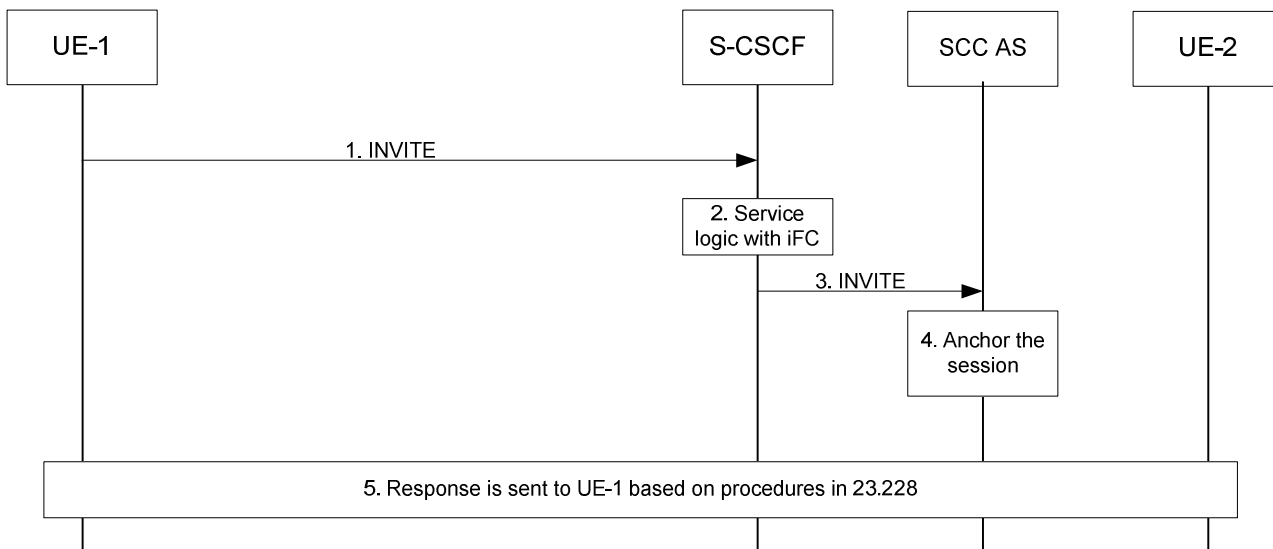 UE-1
S-CSCF
SCC AS
UE-2
1. INVITE
2. Service
logic with iFC
3. INVITE
4. Anchor the
session
5. Response is sent to UE-1 based on procedures in 23.228